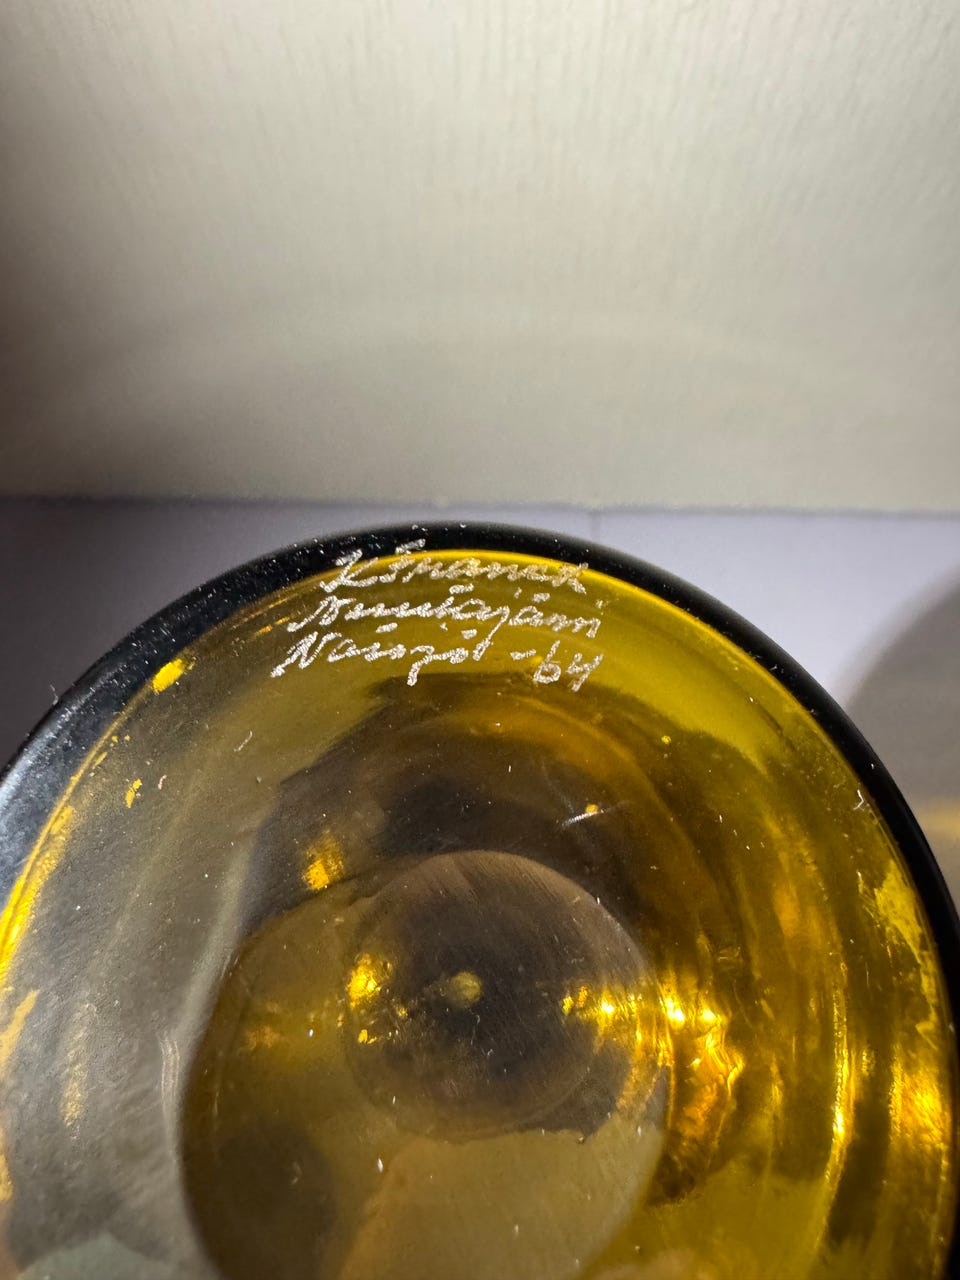 K Franck
Nuutajärvi
Notsjö -64